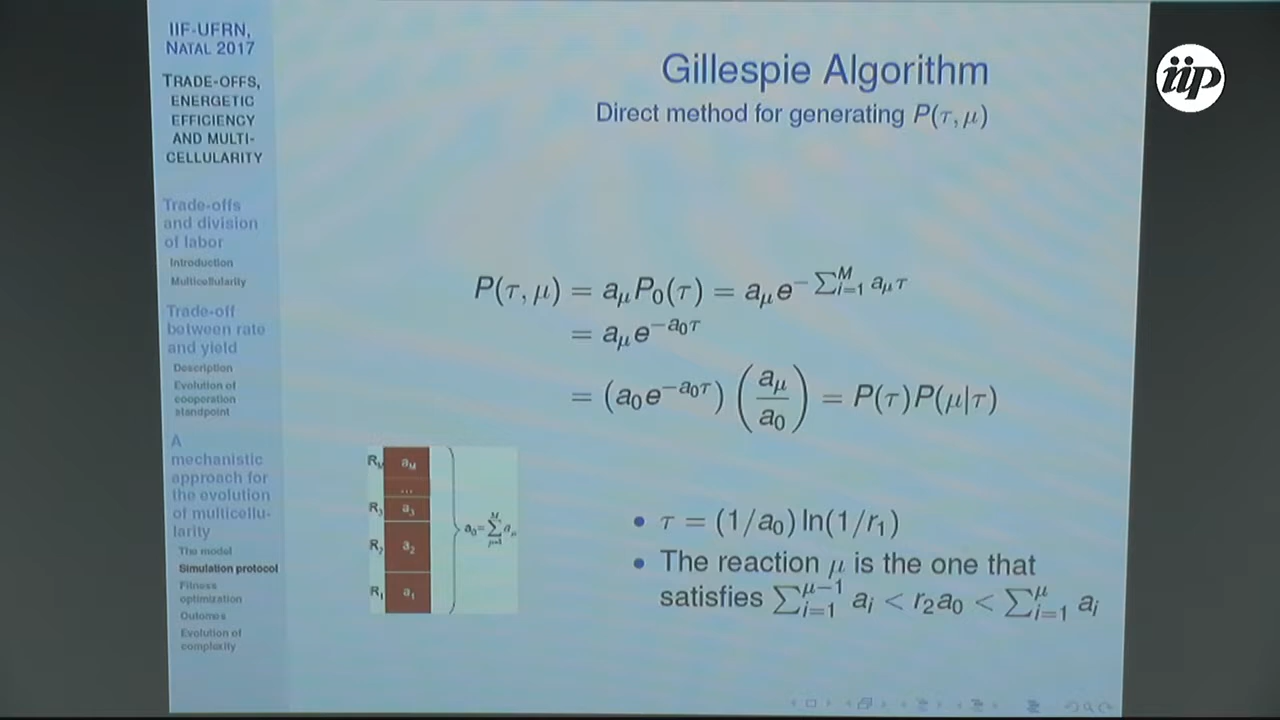 IIF-UFRN,
NATAL 2017
TRADE-OFFS,
ENERGETIC
EFFICIENCY
AND MULTI-
CELLULARITY
Trade-offs
and division
of labor
Introduction
Multicellularity
Trade-off
between rate
and yield
Description
Evolution of
cooperation
standpoint
A
mechanistic
approach for
the evolution
of multicellu-
larity
The model
Simulation protocol
Fitness
optimization
Outcomes
Evolution of
complexity
Gillespie Algorithm
Direct method for generating P(τ, μ)
P(τ, μ) = a_μ P_0(τ) = a_μ e^{−∑_{i=1}^{M} a_μ τ}
= a_μ e^{−a_0 τ}
= (a_0 e^{−a_0 τ}) (a_μ / a_0) = P(τ)P(μ|τ)
R_M a_M
...
R_3 a_3
R_2 a_2
R_1 a_1
a_0=∑_{μ=1}^{M} a_μ
• τ = (1/a_0) ln(1/r_1)
• The reaction μ is the one that
satisfies ∑_{i=1}^{μ−1} a_i < r_2 a_0 < ∑_{i=1}^{μ} a_i
iip